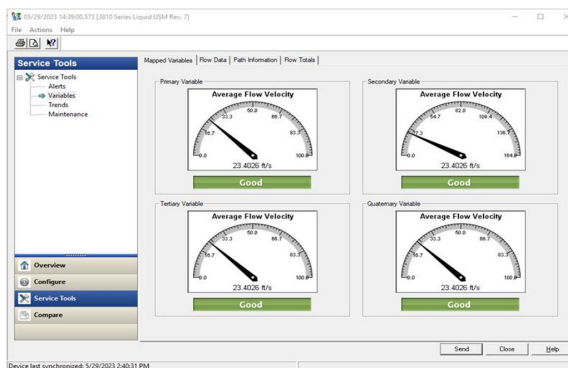 05/29/2023 14:39:00.573 [3810 Series Liquid USM Rev. 7]
File Actions Help
Service Tools
Service Tools
Alerts
Variables
Trends
Maintenance
Overview
Configure
Service Tools
Compare
Mapped Variables Flow Data Path Information Flow Totals
Primary Variable
Average Flow Velocity
0.0 16.7 33.3 50.0 66.7 83.3 100.0
23.4026 ft/s
Good
Secondary Variable
Average Flow Velocity
0.0 27.3 54.7 82.0 109.4 136.7 164.0
23.4026 ft/s
Good
Tertiary Variable
Average Flow Velocity
0.0 16.7 33.3 50.0 66.7 83.3 100.0
23.4026 ft/s
Good
Quaternary Variable
Average Flow Velocity
0.0 16.7 33.3 50.0 66.7 83.3 100.0
23.4026 ft/s
Good
Send Close Help
Device last synchronized: 5/29/2023 2:40:31 PM